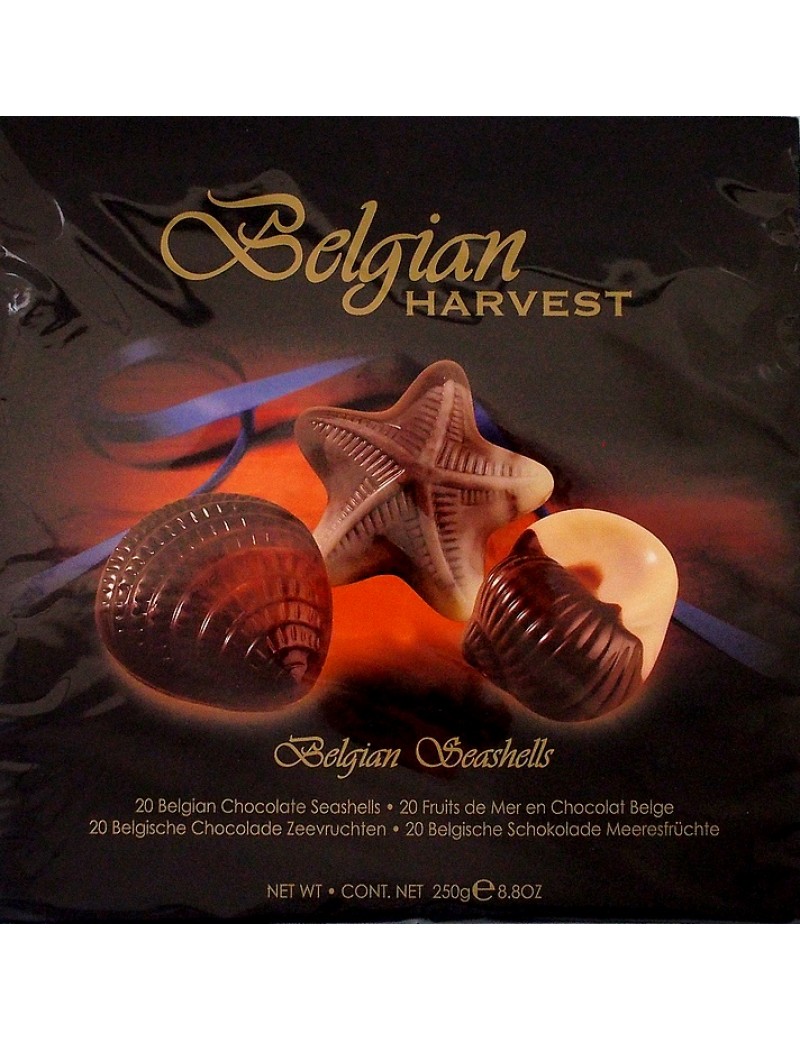 Belgian
HARVEST
Belgian Seashells
20 Belgian Chocolate Seashells • 20 Fruits de Mer en Chocolat Belge
20 Belgische Chocolade Zeevruchten • 20 Belgische Schokolade Meeresfrüchte
NET WT • CONT. NET 250g e 8.8OZ